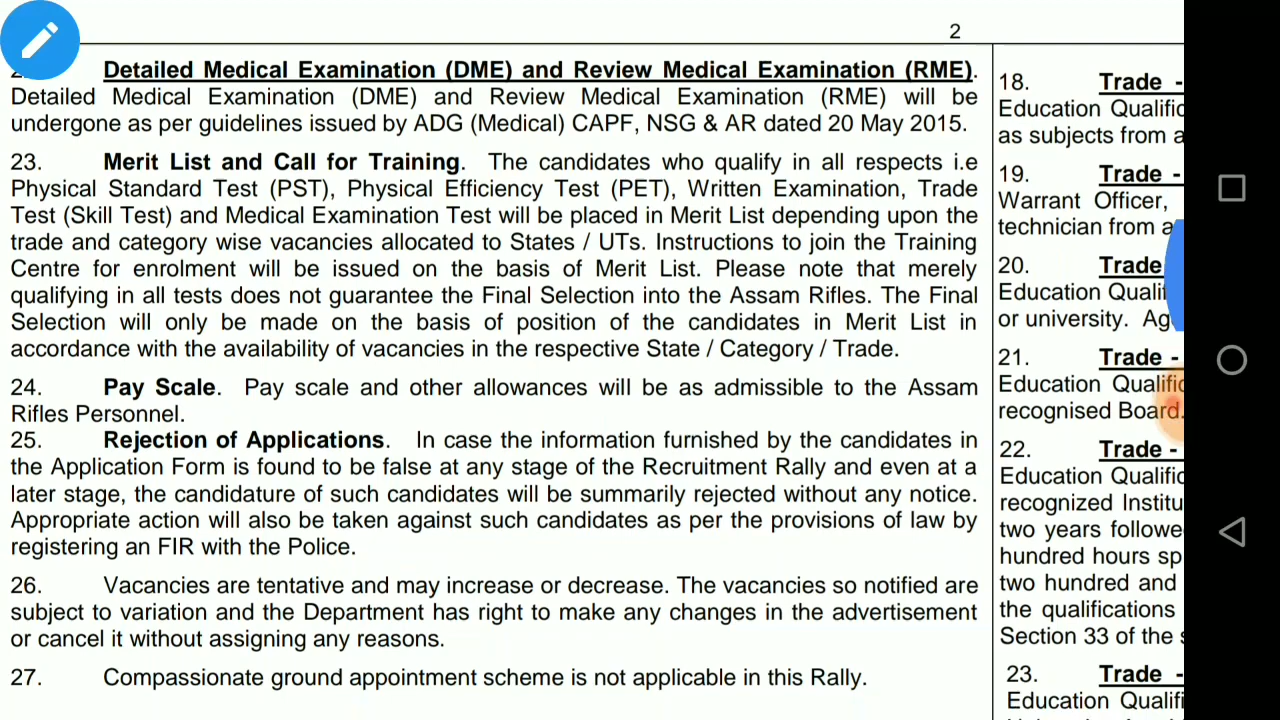 2
Detailed Medical Examination (DME) and Review Medical Examination (RME).
Detailed Medical Examination (DME) and Review Medical Examination (RME) will be
undergone as per guidelines issued by ADG (Medical) CAPF, NSG & AR dated 20 May 2015.
23. Merit List and Call for Training. The candidates who qualify in all respects i.e
Physical Standard Test (PST), Physical Efficiency Test (PET), Written Examination, Trade
Test (Skill Test) and Medical Examination Test will be placed in Merit List depending upon the
trade and category wise vacancies allocated to States / UTs. Instructions to join the Training
Centre for enrolment will be issued on the basis of Merit List. Please note that merely
qualifying in all tests does not guarantee the Final Selection into the Assam Rifles. The Final
Selection will only be made on the basis of position of the candidates in Merit List in
accordance with the availability of vacancies in the respective State / Category / Trade.
24. Pay Scale. Pay scale and other allowances will be as admissible to the Assam
Rifles Personnel.
25. Rejection of Applications. In case the information furnished by the candidates in
the Application Form is found to be false at any stage of the Recruitment Rally and even at a
later stage, the candidature of such candidates will be summarily rejected without any notice.
Appropriate action will also be taken against such candidates as per the provisions of law by
registering an FIR with the Police.
26. Vacancies are tentative and may increase or decrease. The vacancies so notified are
subject to variation and the Department has right to make any changes in the advertisement
or cancel it without assigning any reasons.
27. Compassionate ground appointment scheme is not applicable in this Rally.
18. Trade -
Education Qualific
as subjects from a
19. Trade -
Warrant Officer,
technician from a
20. Trade
Education Quali
or university. Ag
21. Trade -
Education Qualific
recognised Board.
22. Trade -
Education Qualific
recognized Institu
two years followe
hundred hours sp
two hundred and
the qualifications
Section 33 of the
23. Trade -
Education Qualifi